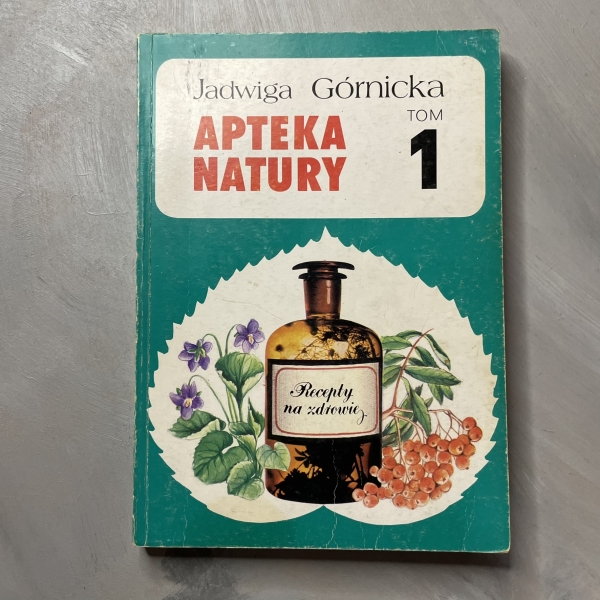 Jadwiga Górnicka
APTEKA
NATURY
TOM
1
Recepty
na zdrowie